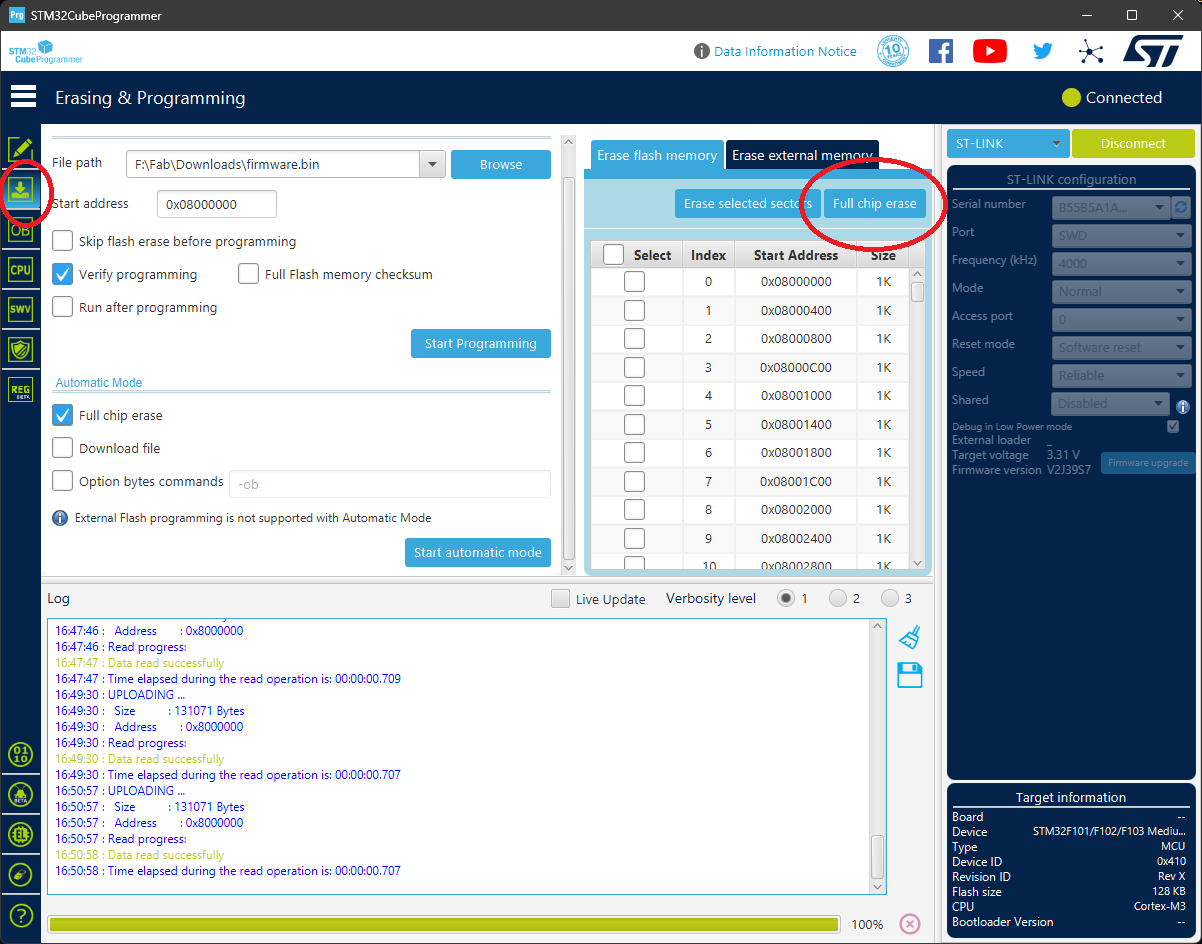 Prg STM32CubeProgrammer
STM32
CubeProgrammer
Data Information Notice
10
YEARS
ST
Erasing & Programming
Connected
File path
F:\Fab\Downloads\firmware.bin
Browse
Start address
0x08000000
Skip flash erase before programming
Verify programming
Full Flash memory checksum
Run after programming
Start Programming
Automatic Mode
Full chip erase
Download file
Option bytes commands
-ob
External Flash programming is not supported with Automatic Mode
Start automatic mode
OB
CPU
SWV
REG
BETA
01
10
BETA
?
Erase flash memory
Erase external memory
Erase selected sectors
Full chip erase
Select Index Start Address Size
0 0x08000000 1K
1 0x08000400 1K
2 0x08000800 1K
3 0x08000C00 1K
4 0x08001000 1K
5 0x08001400 1K
6 0x08001800 1K
7 0x08001C00 1K
8 0x08002000 1K
9 0x08002400 1K
10 0x08002800 1K
Log
Live Update
Verbosity level
1
2
3
16:47:46 : Address : 0x8000000
16:47:46 : Read progress:
16:47:47 : Data read successfully
16:47:47 : Time elapsed during the read operation is: 00:00:00.709
16:49:30 : UPLOADING ...
16:49:30 : Size : 131071 Bytes
16:49:30 : Address : 0x8000000
16:49:30 : Read progress:
16:49:30 : Data read successfully
16:49:30 : Time elapsed during the read operation is: 00:00:00.707
16:50:57 : UPLOADING ...
16:50:57 : Size : 131071 Bytes
16:50:57 : Address : 0x8000000
16:50:57 : Read progress:
16:50:58 : Data read successfully
16:50:58 : Time elapsed during the read operation is: 00:00:00.707
100%
ST-LINK
Disconnect
ST-LINK configuration
Serial number B55B5A1A...
Port SWD
Frequency (kHz) 4000
Mode Normal
Access port 0
Reset mode Software reset
Speed Reliable
Shared Disabled
Debug in Low Power mode
External loader _
Target voltage 3.31 V
Firmware version V2J39S7
Firmware upgrade
Target information
Board --
Device STM32F101/F102/F103 Mediu...
Type MCU
Device ID 0x410
Revision ID Rev X
Flash size 128 KB
CPU Cortex-M3
Bootloader Version --